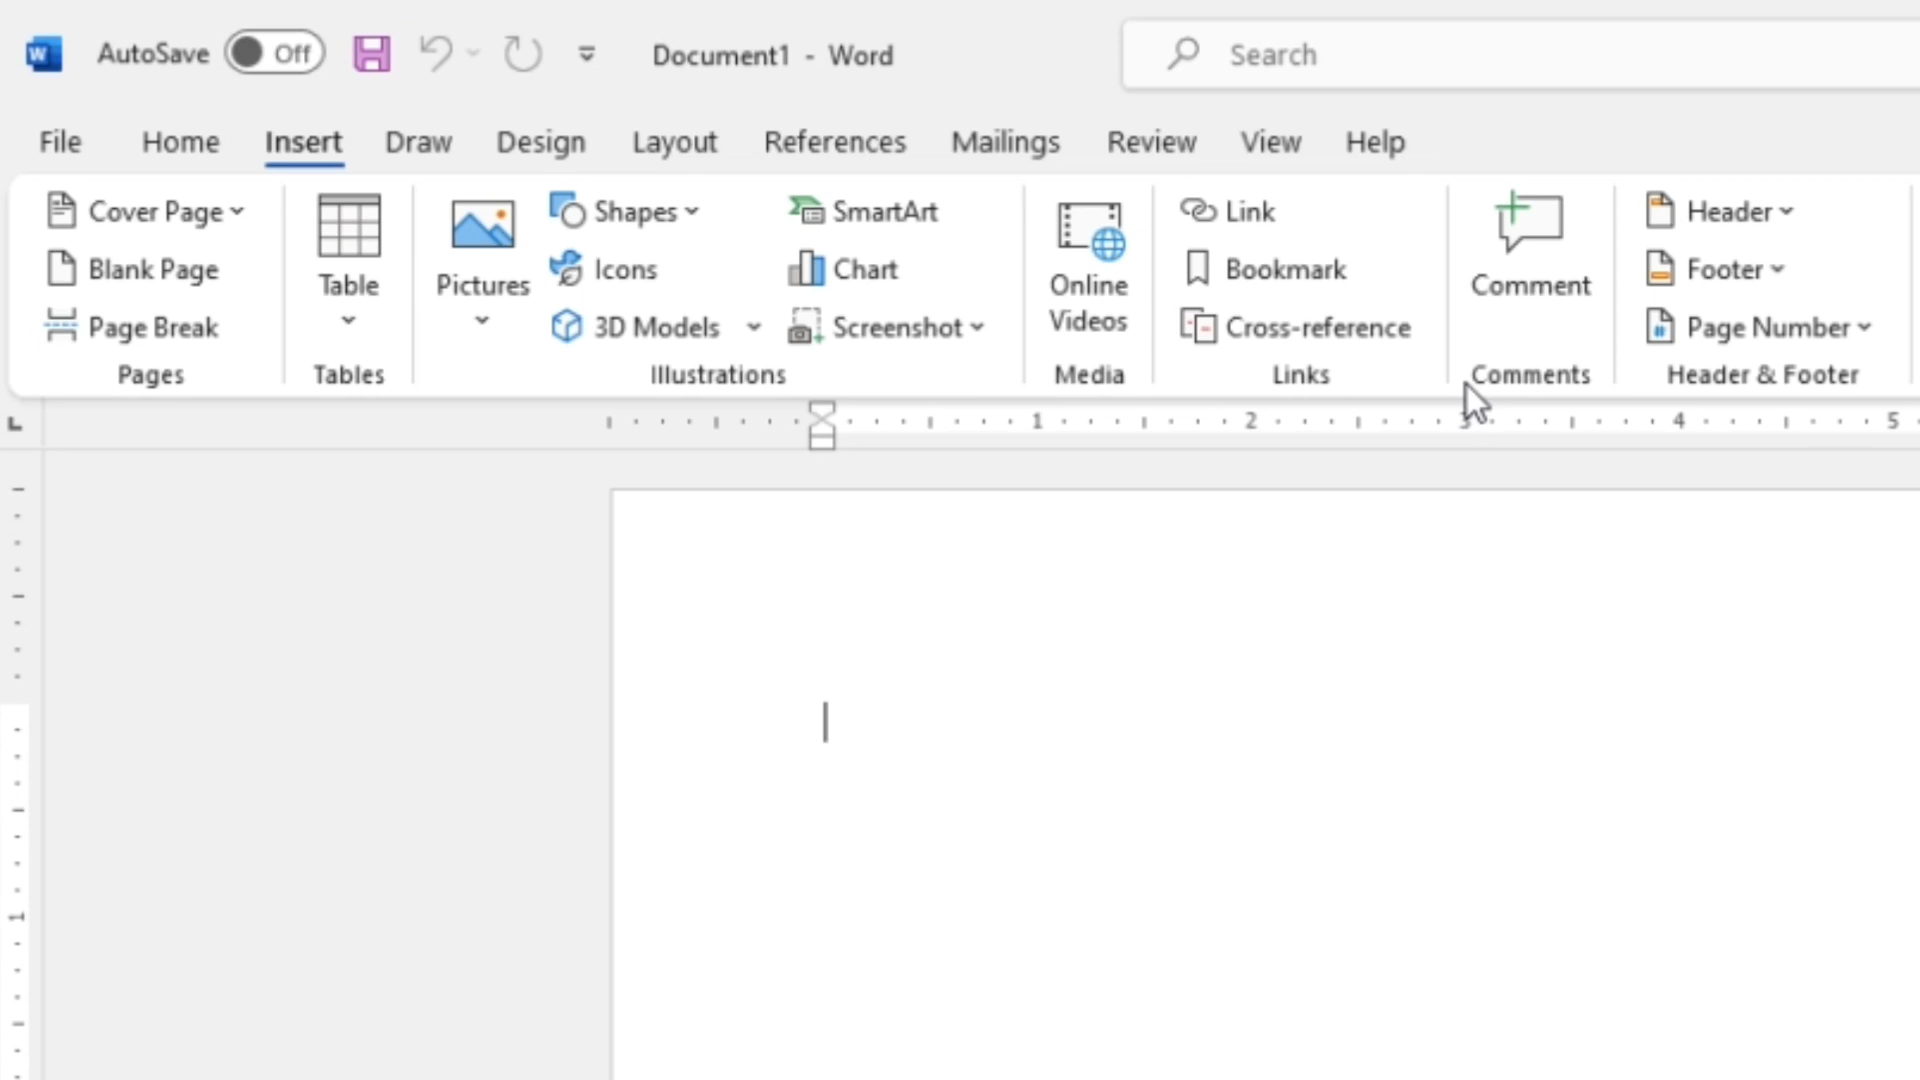 W AutoSave Off Document1 - Word Search
File Home Insert Draw Design Layout References Mailings Review View Help
Cover Page
Blank Page
Page Break
Pages
Table
Tables
Pictures
Shapes
Icons
3D Models
SmartArt
Chart
Screenshot
Illustrations
Online
Videos
Media
Link
Bookmark
Cross-reference
Links
Comment
Comments
Header
Footer
# Page Number
Header & Footer
1 2 3 4 5
1